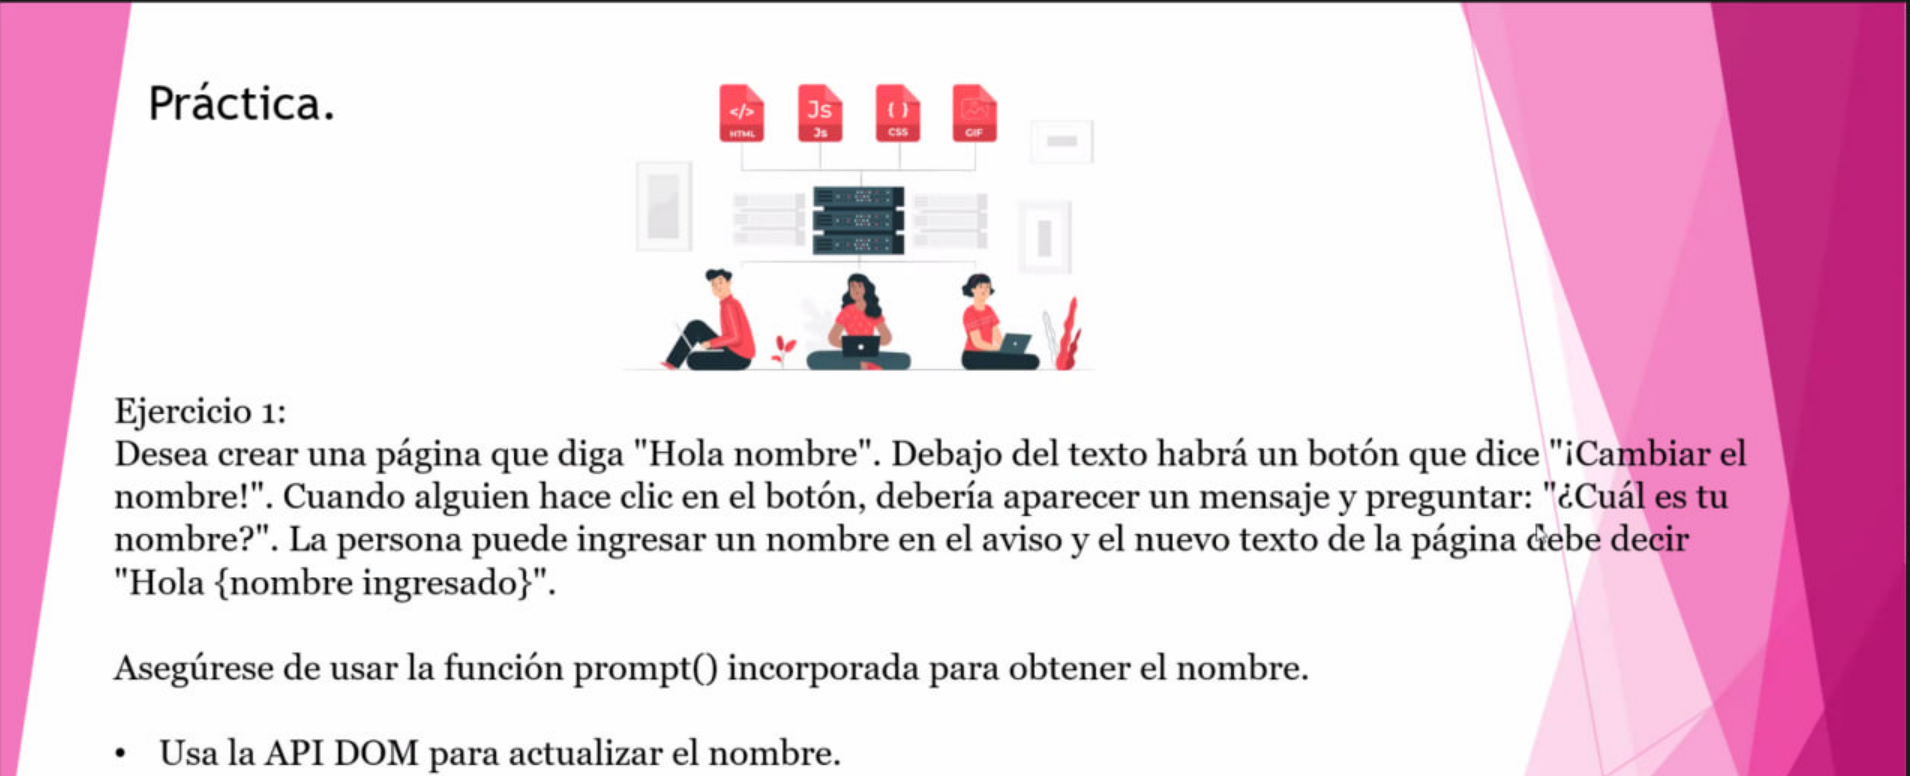 Práctica.
</> Js { }
HTML Js CSS GIF
Ejercicio 1:
Desea crear una página que diga "Hola nombre". Debajo del texto habrá un botón que dice "¡Cambiar el
nombre!". Cuando alguien hace clic en el botón, debería aparecer un mensaje y preguntar: "¿Cuál es tu
nombre?". La persona puede ingresar un nombre en el aviso y el nuevo texto de la página debe decir
"Hola {nombre ingresado}".
Asegúrese de usar la función prompt() incorporada para obtener el nombre.
• Usa la API DOM para actualizar el nombre.